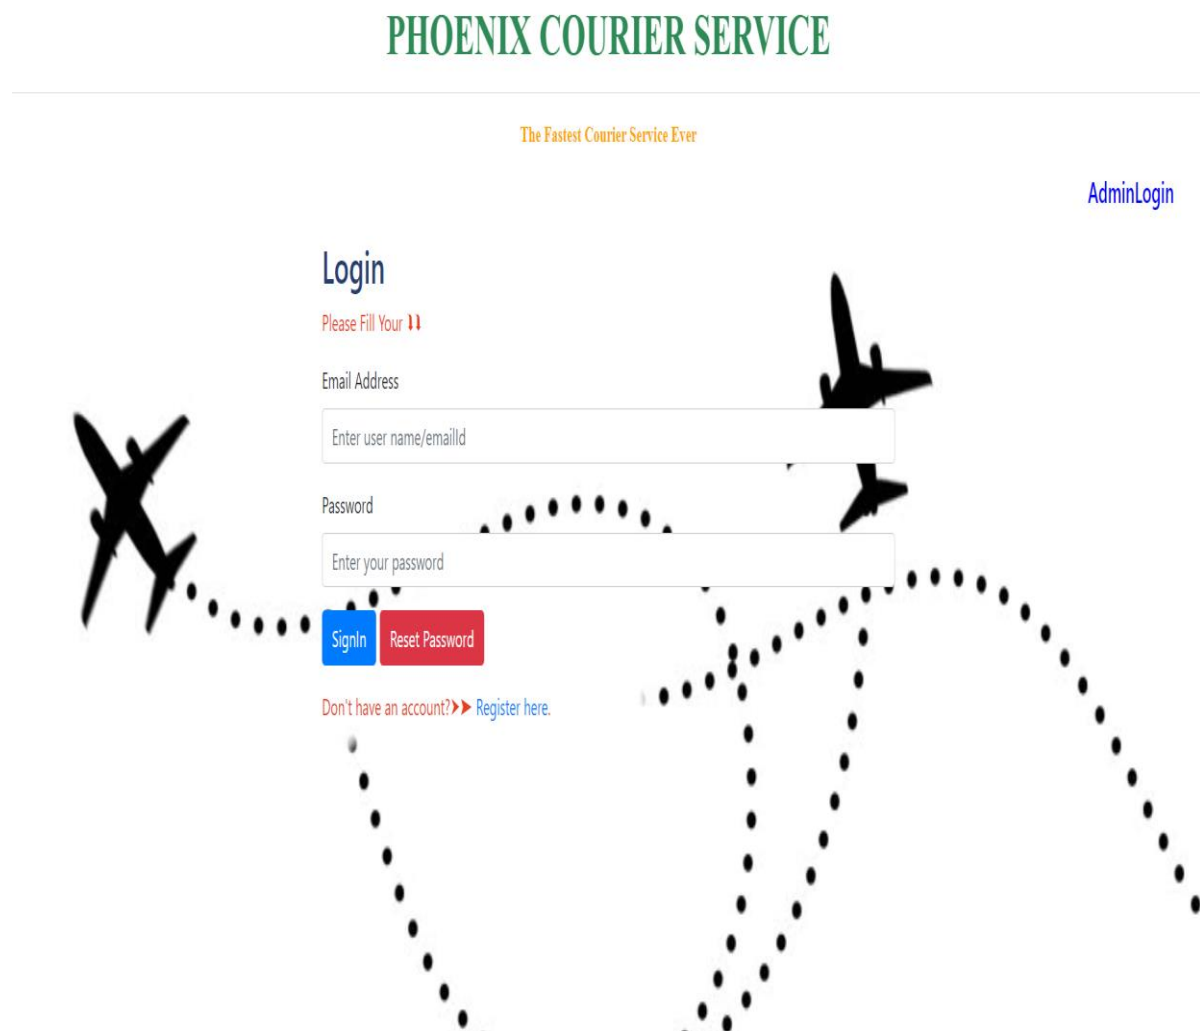 PHOENIX COURIER SERVICE
The Fastest Courier Service Ever
AdminLogin
Login
Please Fill Your
Email Address
Enter user name/emailId
Password
Enter your password
SignIn Reset Password
Don't have an account? Register here.